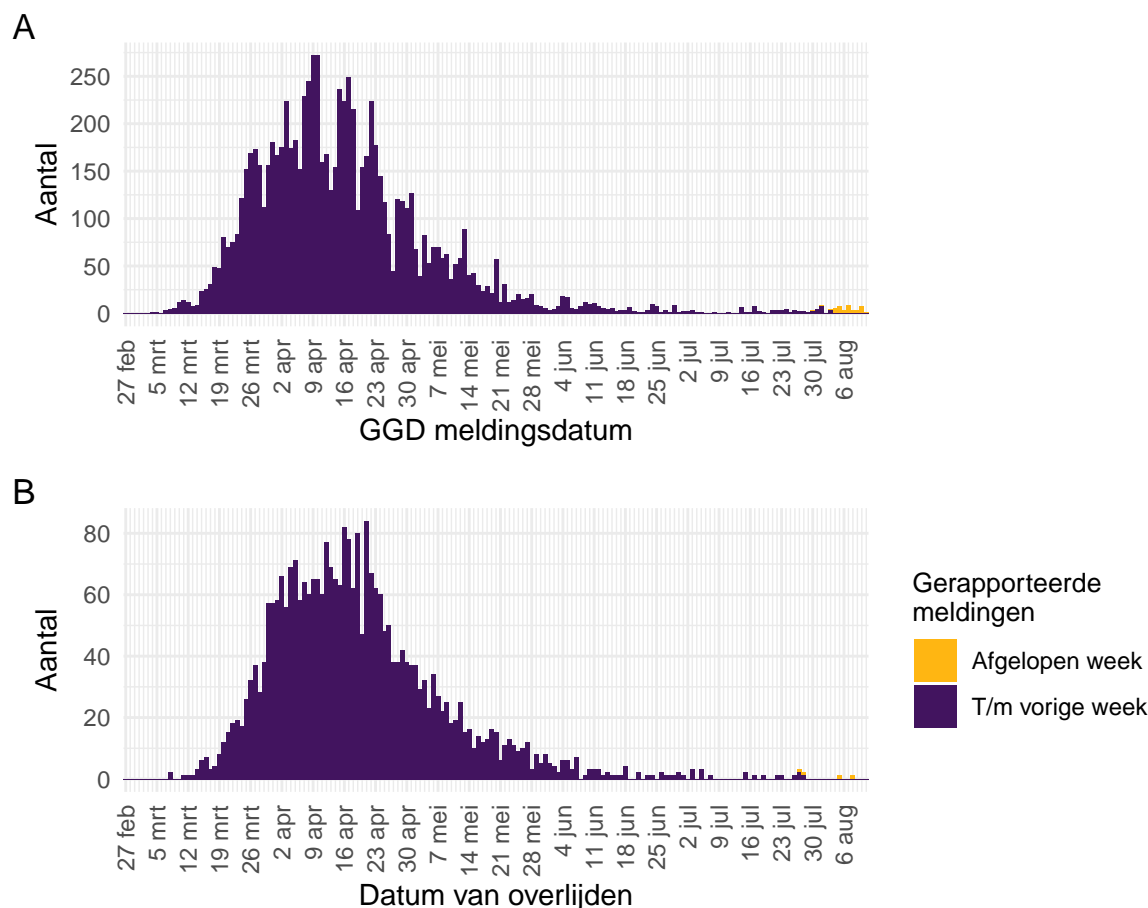 A
250
200
150
100
50
0
Aantal
27 feb
5 mrt
12 mrt
19 mrt
26 mrt
2 apr
9 apr
16 apr
23 apr
30 apr
7 mei
14 mei
21 mei
28 mei
4 jun
11 jun
18 jun
25 jun
2 jul
9 jul
16 jul
23 jul
30 jul
6 aug
GGD meldingsdatum
B
80
60
40
20
0
Aantal
27 feb
5 mrt
12 mrt
19 mrt
26 mrt
2 apr
9 apr
16 apr
23 apr
30 apr
7 mei
14 mei
21 mei
28 mei
4 jun
11 jun
18 jun
25 jun
2 jul
9 jul
16 jul
23 jul
30 jul
6 aug
Datum van overlijden
Gerapporteerde
meldingen
Afgelopen week
T/m vorige week